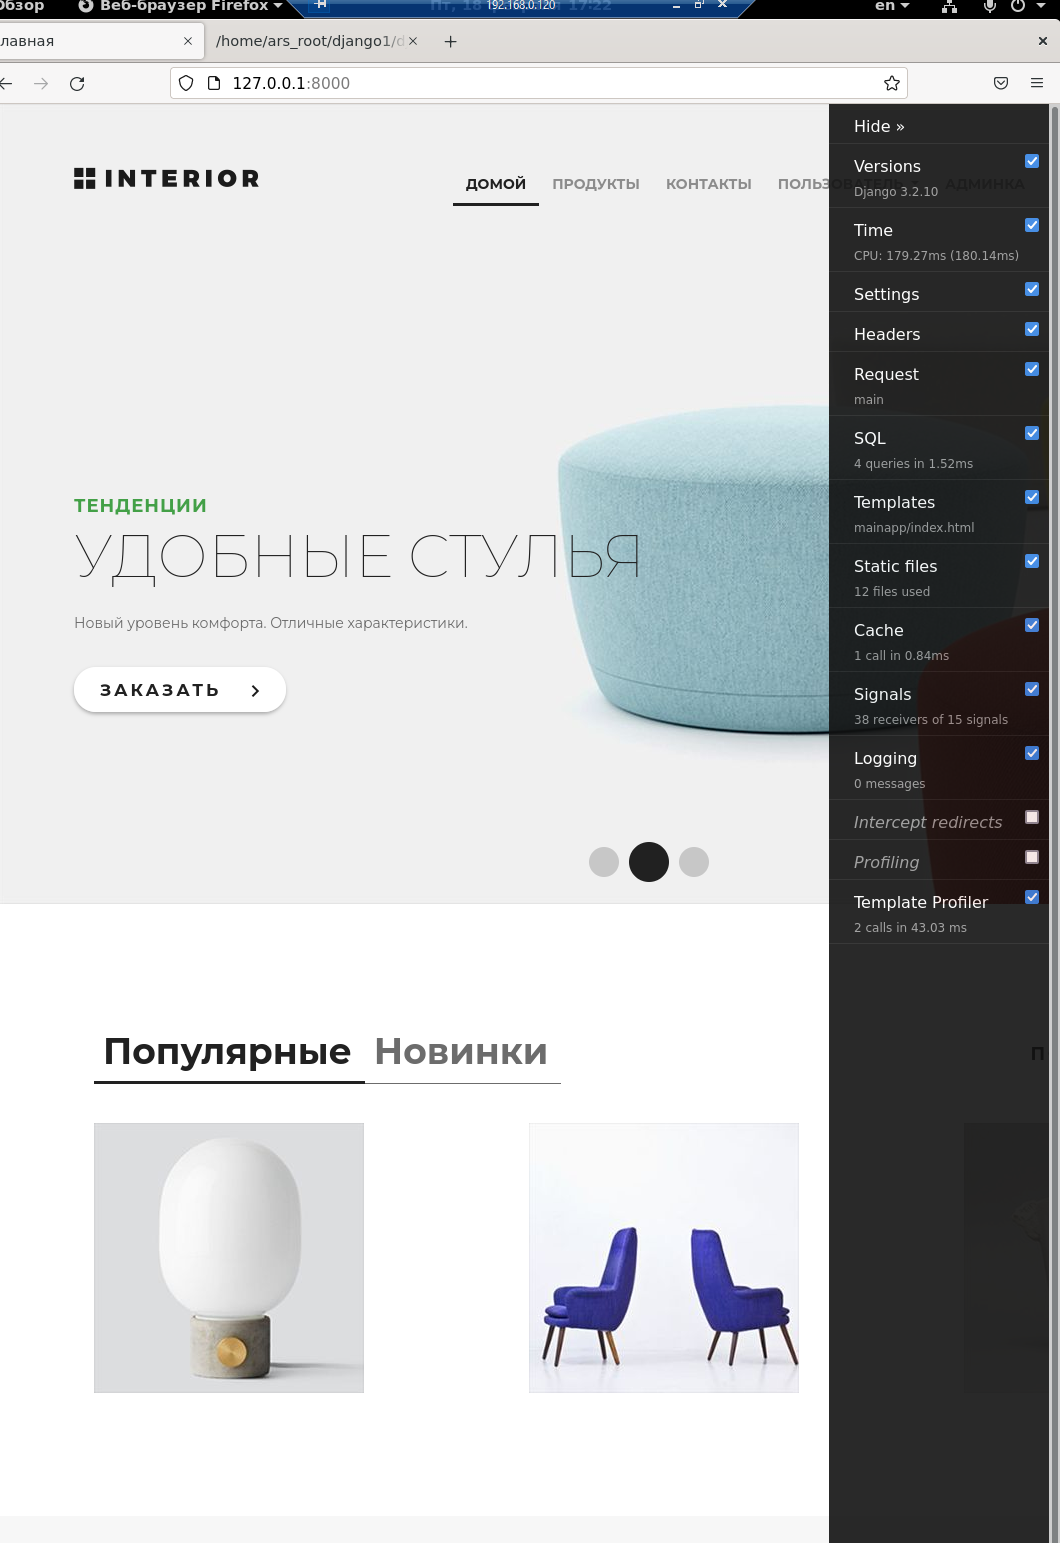 Обзор Веб-браузер Firefox 192.168.0.120 17:22 en
лавная /home/ars_root/django1/d
127.0.0.1:8000
INTERIOR
ДОМОЙ ПРОДУКТЫ КОНТАКТЫ ПОЛЬЗОВАТЕЛЬ АДМИНКА
ТЕНДЕНЦИИ
УДОБНЫЕ СТУЛЬЯ
Новый уровень комфорта. Отличные характеристики.
ЗАКАЗАТЬ
Популярные Новинки
П
Hide »
Versions
Django 3.2.10
Time
CPU: 179.27ms (180.14ms)
Settings
Headers
Request
main
SQL
4 queries in 1.52ms
Templates
mainapp/index.html
Static files
12 files used
Cache
1 call in 0.84ms
Signals
38 receivers of 15 signals
Logging
0 messages
Intercept redirects
Profiling
Template Profiler
2 calls in 43.03 ms